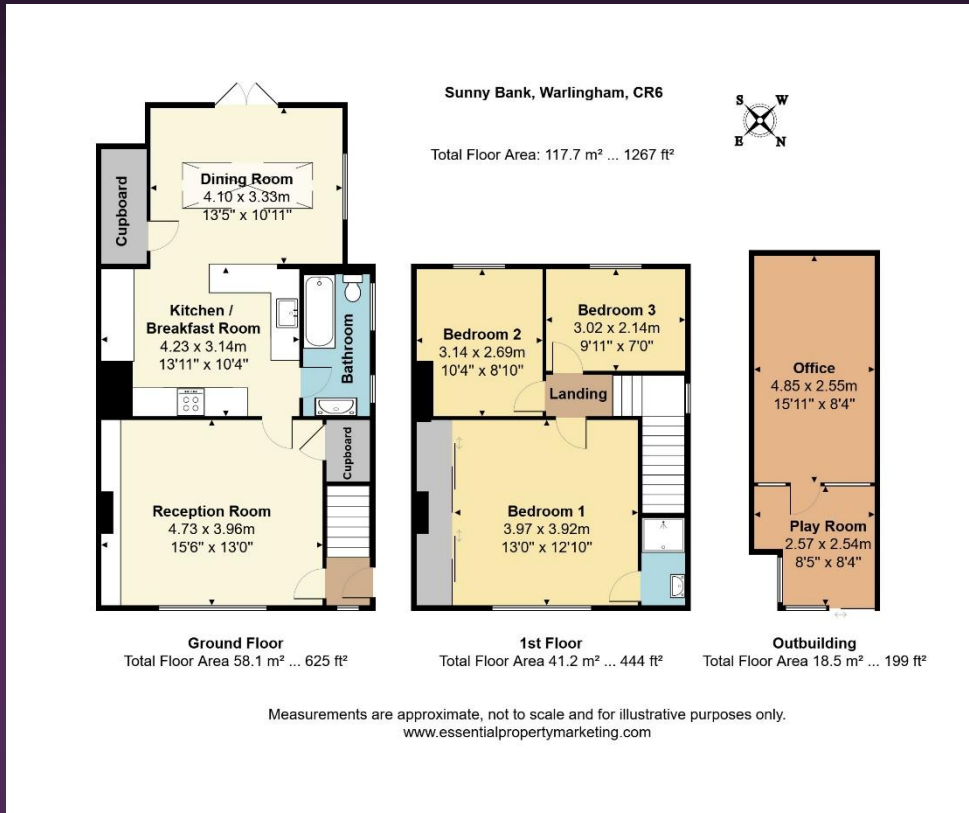 Sunny Bank, Warlingham, CR6
S W
E N
Total Floor Area: 117.7 m² ... 1267 ft²
Dining Room
4.10 x 3.33m
13'5" x 10'11"
Cupboard
Kitchen /
Breakfast Room
4.23 x 3.14m
13'11" x 10'4"
Bathroom
Cupboard
Reception Room
4.73 x 3.96m
15'6" x 13'0"
Ground Floor
Total Floor Area 58.1 m² ... 625 ft²
Bedroom 2
3.14 x 2.69m
10'4" x 8'10"
Bedroom 3
3.02 x 2.14m
9'11" x 7'0"
Landing
Bedroom 1
3.97 x 3.92m
13'0" x 12'10"
1st Floor
Total Floor Area 41.2 m² ... 444 ft²
Office
4.85 x 2.55m
15'11" x 8'4"
Play Room
2.57 x 2.54m
8'5" x 8'4"
Outbuilding
Total Floor Area 18.5 m² ... 199 ft²
Measurements are approximate, not to scale and for illustrative purposes only.
www.essentialpropertymarketing.com